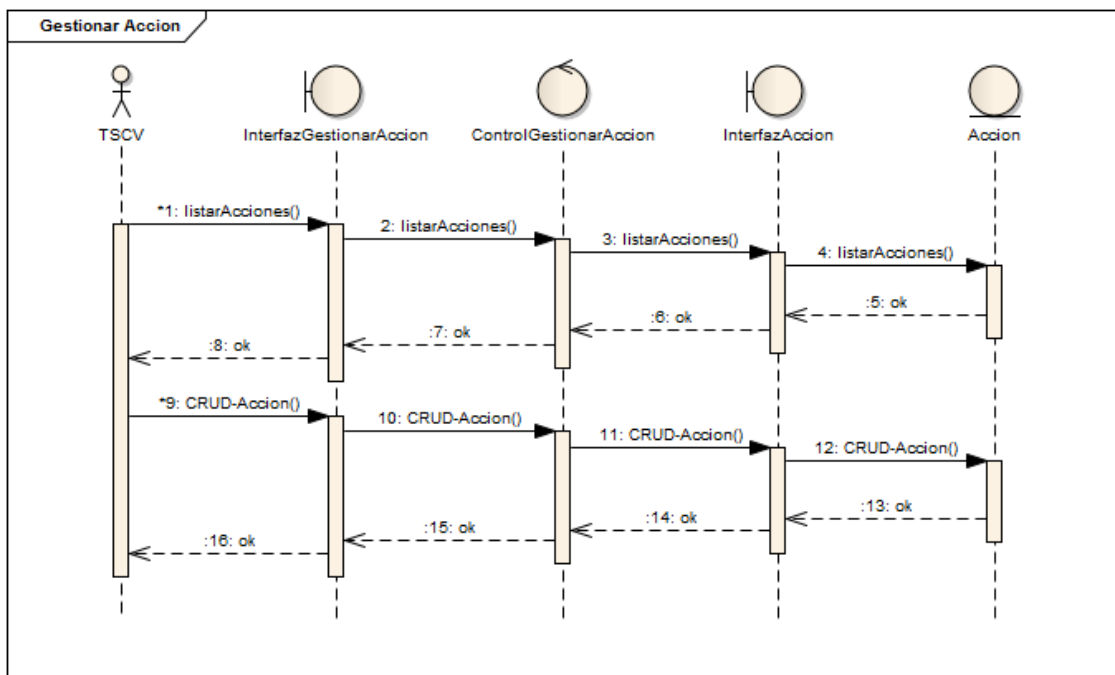 Gestionar Accion
TSCV
InterfazGestionarAccion
ControlGestionarAccion
InterfazAccion
Accion
*1: listarAcciones()
2: listarAcciones()
3: listarAcciones()
4: listarAcciones()
:5: ok
:6: ok
:7: ok
:8: ok
*9: CRUD-Accion()
10: CRUD-Accion()
11: CRUD-Accion()
12: CRUD-Accion()
:13: ok
:14: ok
:15: ok
:16: ok